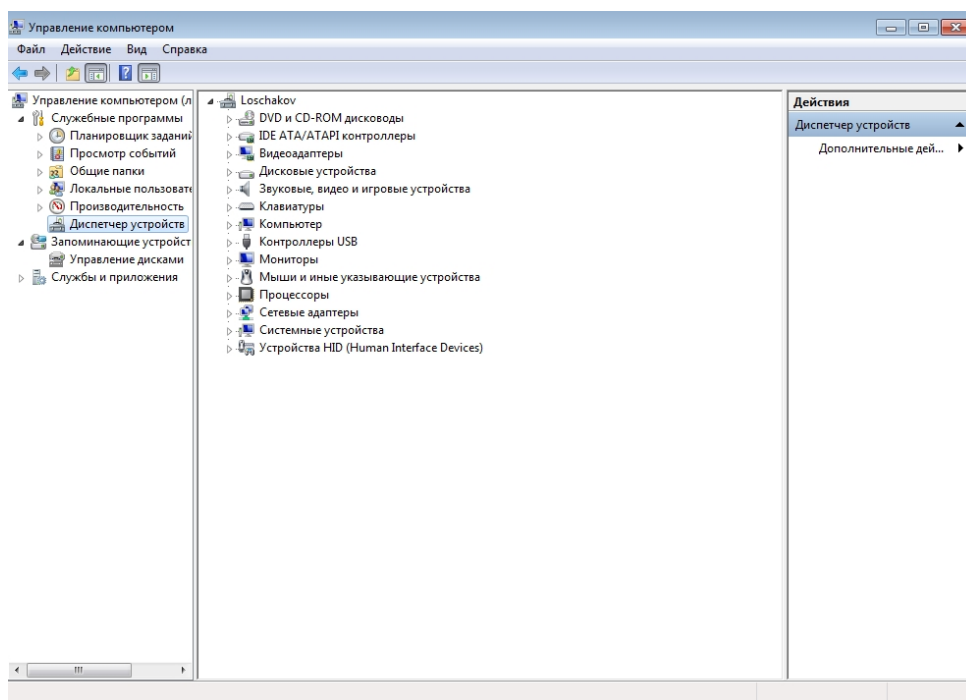 Управление компьютером
Файл Действие Вид Справка
Управление компьютером (л
Служебные программы
Планировщик заданий
Просмотр событий
Общие папки
Локальные пользовате
Производительность
Диспетчер устройств
Запоминающие устройст
Управление дисками
Службы и приложения
Loschakov
DVD и CD-ROM дисководы
IDE ATA/ATAPI контроллеры
Видеоадаптеры
Дисковые устройства
Звуковые, видео и игровые устройства
Клавиатуры
Компьютер
Контроллеры USB
Мониторы
Мыши и иные указывающие устройства
Процессоры
Сетевые адаптеры
Системные устройства
Устройства HID (Human Interface Devices)
Действия
Диспетчер устройств
Дополнительные дей...